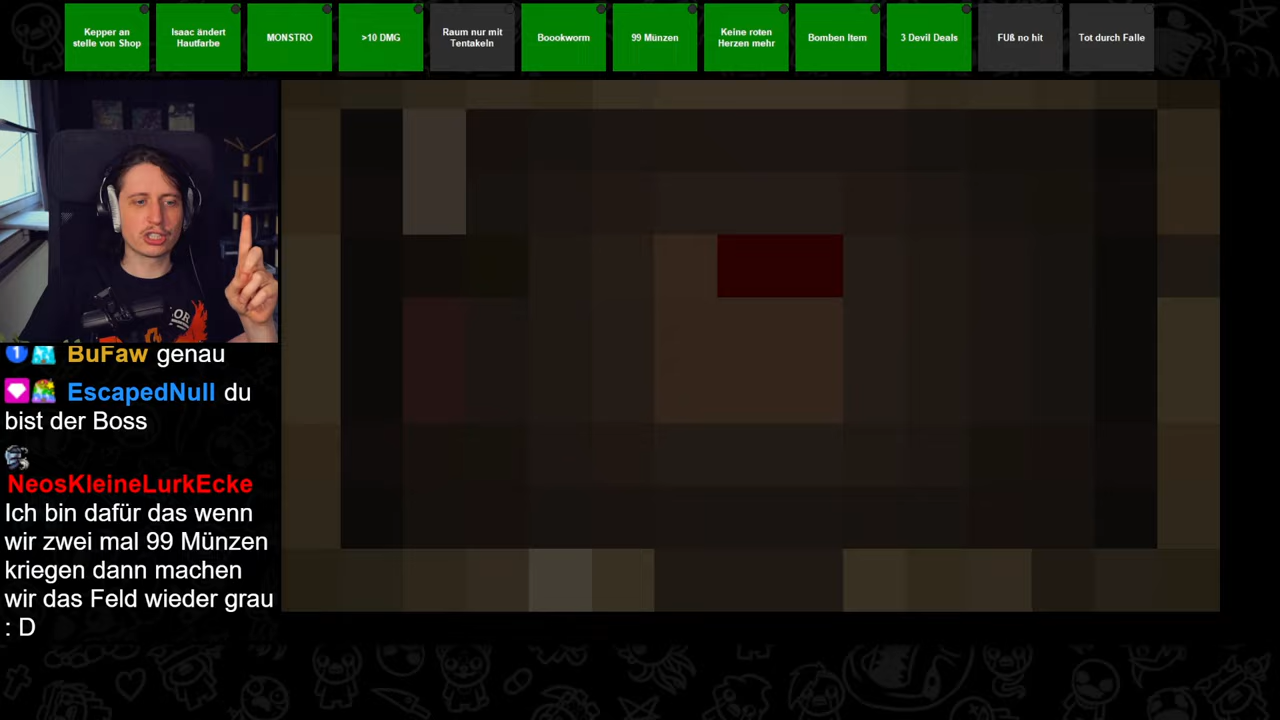 Kepper an
stelle von Shop
Isaac ändert
Hautfarbe
MONSTRO
>10 DMG
Raum nur mit
Tentakeln
Boookworm
99 Münzen
Keine roten
Herzen mehr
Bomben Item
3 Devil Deals
FUß no hit
Tot durch Falle
BuFaw genau
EscapedNull du
bist der Boss
NeosKleineLurkEcke
Ich bin dafür das wenn
wir zwei mal 99 Münzen
kriegen dann machen
wir das Feld wieder grau
: D